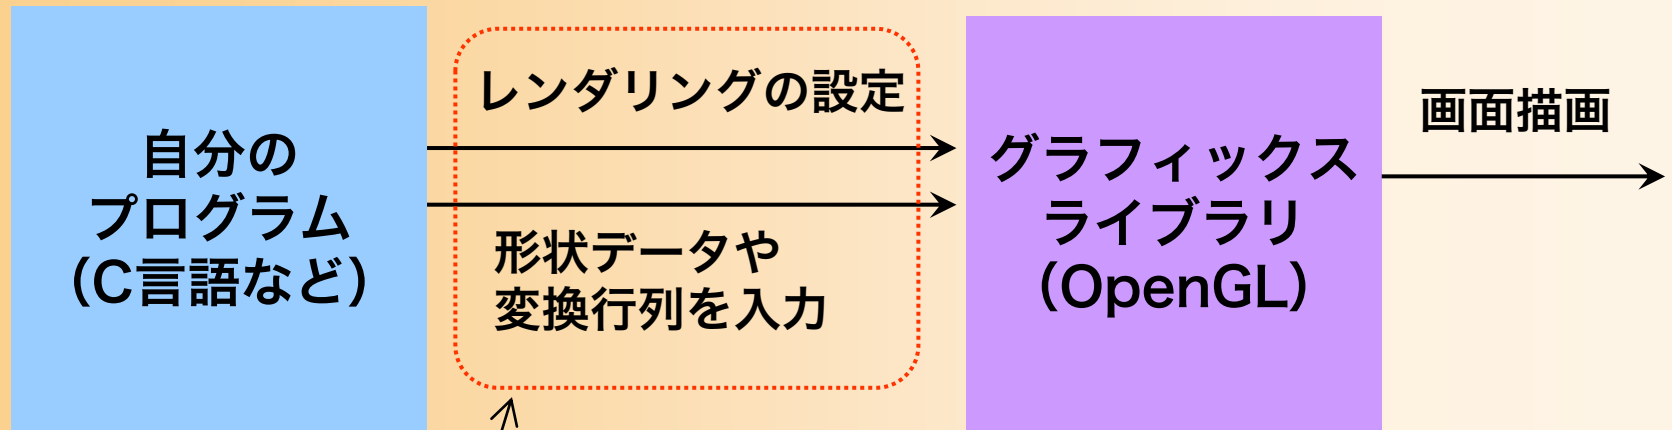 自分の
プログラム
（C言語など）
レンダリングの設定
形状データや
変換行列を入力
グラフィックス
ライブラリ
（OpenGL）
画面描画